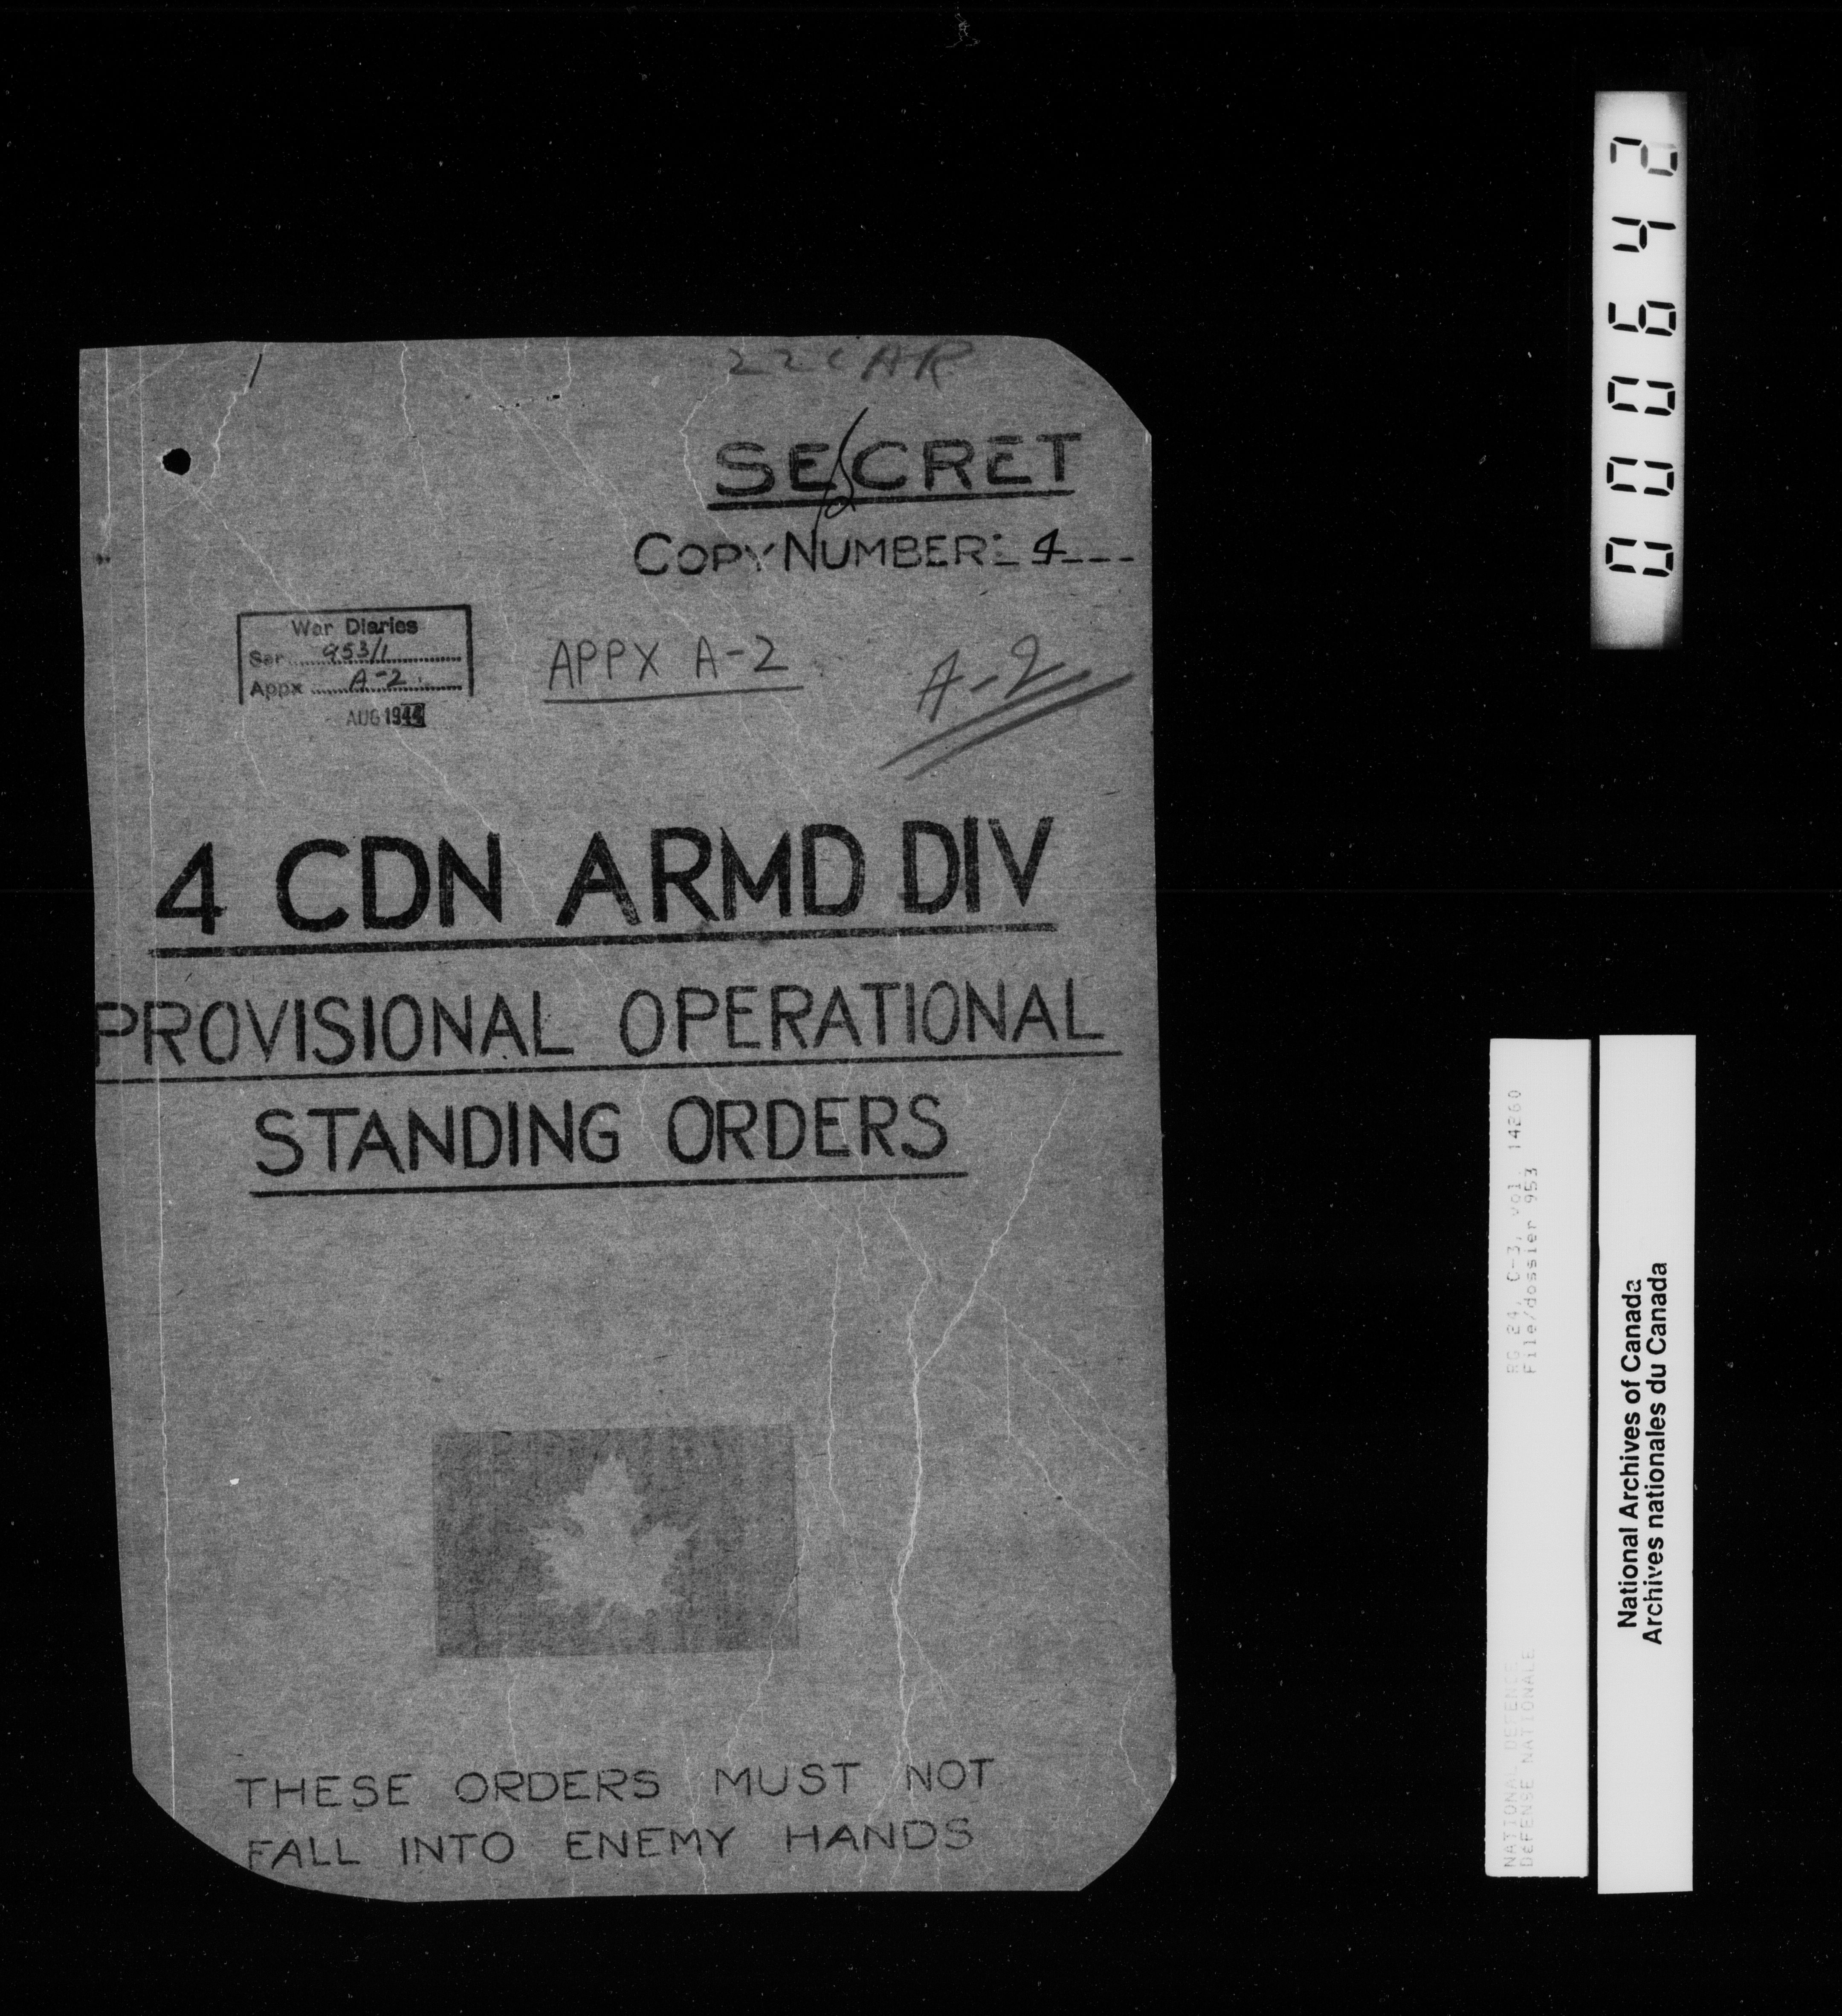 22 CAR
SECRET
COPY NUMBER: 4
War Diaries
Ser 953/1
Appx A-2
AUG 1944
APPX A-2
A-2
4 CDN ARMD DIV
PROVISIONAL OPERATIONAL
STANDING ORDERS
THESE ORDERS MUST NOT
FALL INTO ENEMY HANDS
000642
RG 24, C-3, vol. 14260
File/dossier 953
NATIONAL DEFENCE
DEFENSE NATIONALE
National Archives of Canada
Archives nationales du Canada